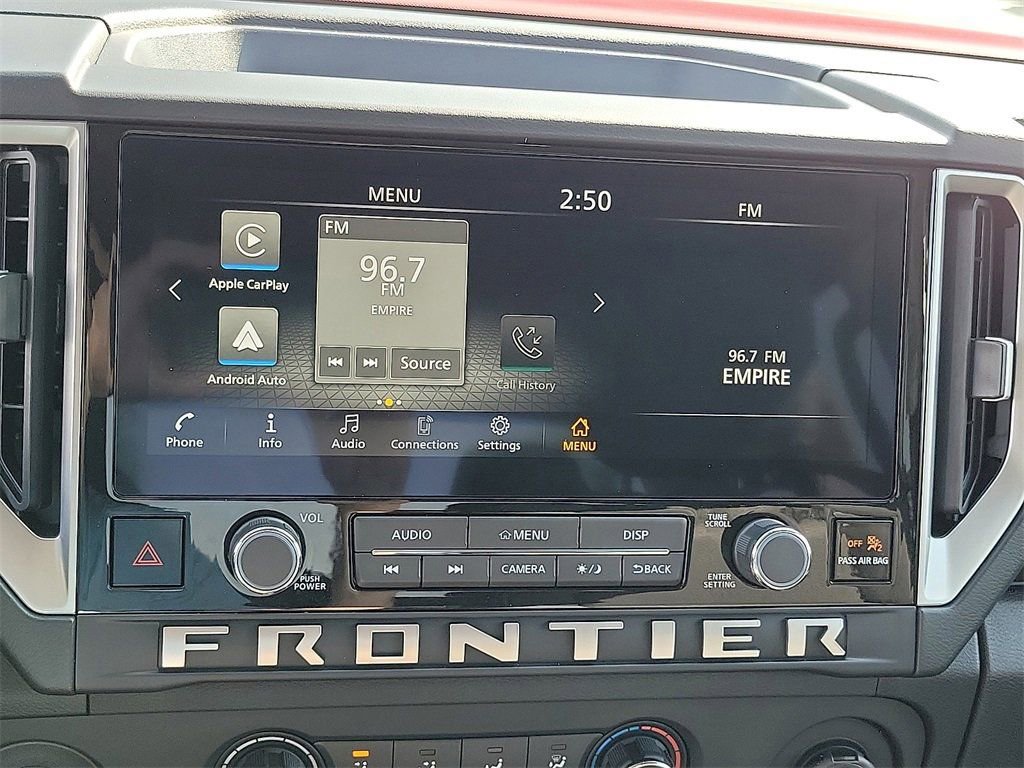 MENU
2:50
FM
FM
Apple CarPlay
96.7
FM
EMPIRE
Source
Android Auto
Call History
96.7 FM
EMPIRE
Phone
Info
Audio
Connections
Settings
MENU
VOL
PUSH
POWER
AUDIO
MENU
DISP
CAMERA
BACK
TUNE
SCROLL
ENTER
SETTING
OFF
2
PASS AIR BAG
FRONTIER